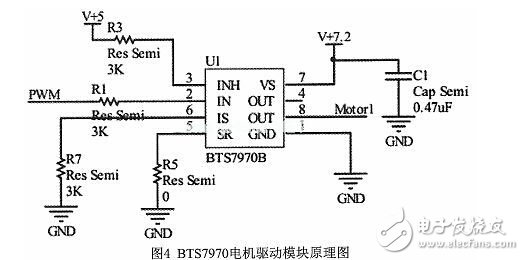 V+5
R3
Res Semi
3K
U1
V+7.2
PWM
R1
Res Semi
3K
3
INH
VS
7
2
IN
OUT
4
6
IS
OUT
8
Motor1
5
SR
GND
1
BTS7970B
C1
Cap Semi
0.47uF
GND
R7
Res Semi
3K
GND
R5
Res Semi
0
GND
GND
图4 BTS7970电机驱动模块原理图
电子发烧友
www.elecfans.com